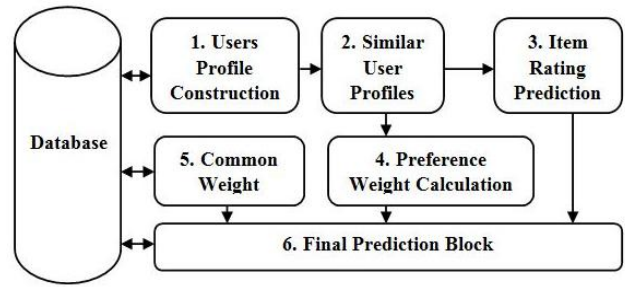 1. Users
Profile
Construction
2. Similar
User
Profiles
3. Item
Rating
Prediction
Database
5. Common
Weight
4. Preference
Weight Calculation
6. Final Prediction Block